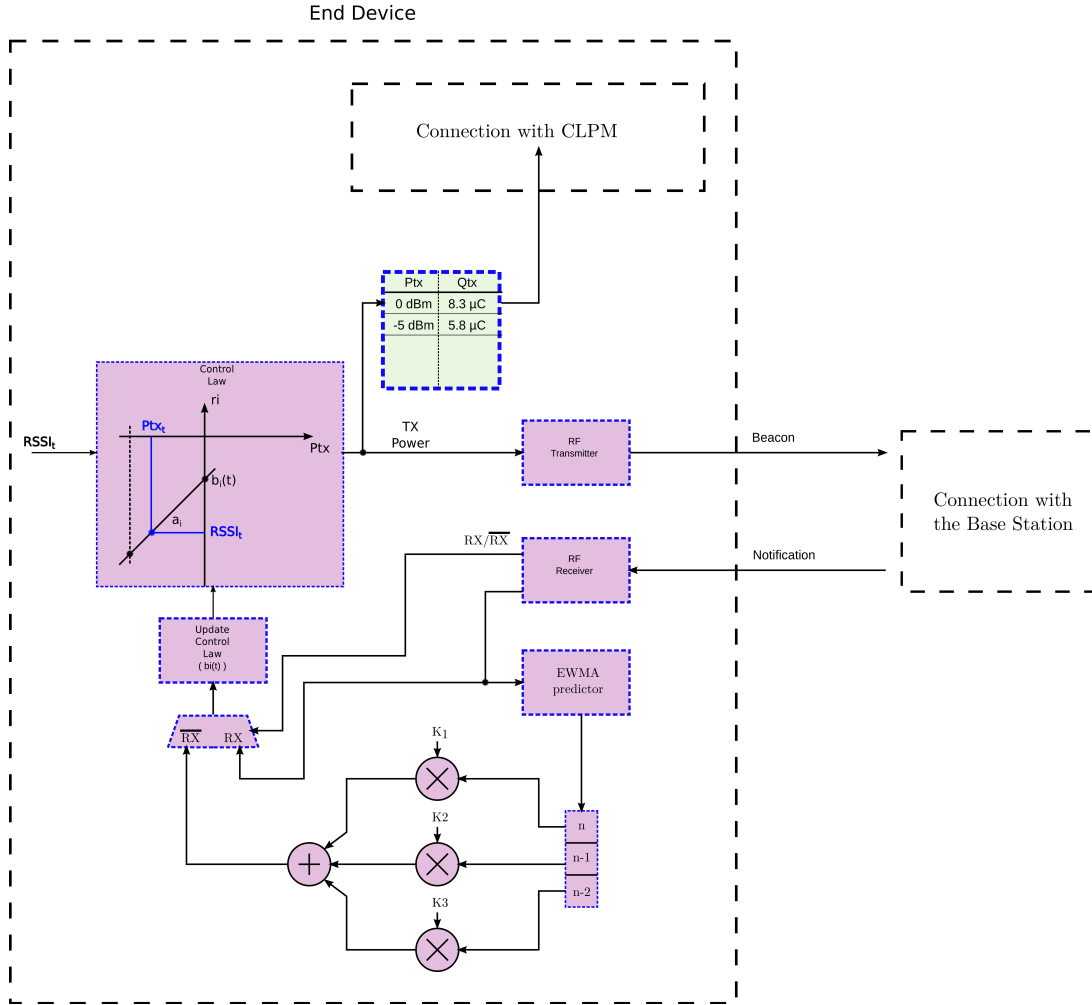 End Device
Connection with CLPM
Ptx Qtx
0 dBm 8.3 µC
-5 dBm 5.8 µC
Control
Law
ri
Ptxt
RSSIt
Ptx
bi(t)
ai
RSSIt
TX
Power
RF
Transmitter
Beacon
Connection with
the Base Station
RX/R̅X̅
RF
Receiver
Notification
Update
Control
Law
( bi(t) )
EWMA
predictor
R̅X̅ RX
K1
n
K2
n-1
K3
n-2